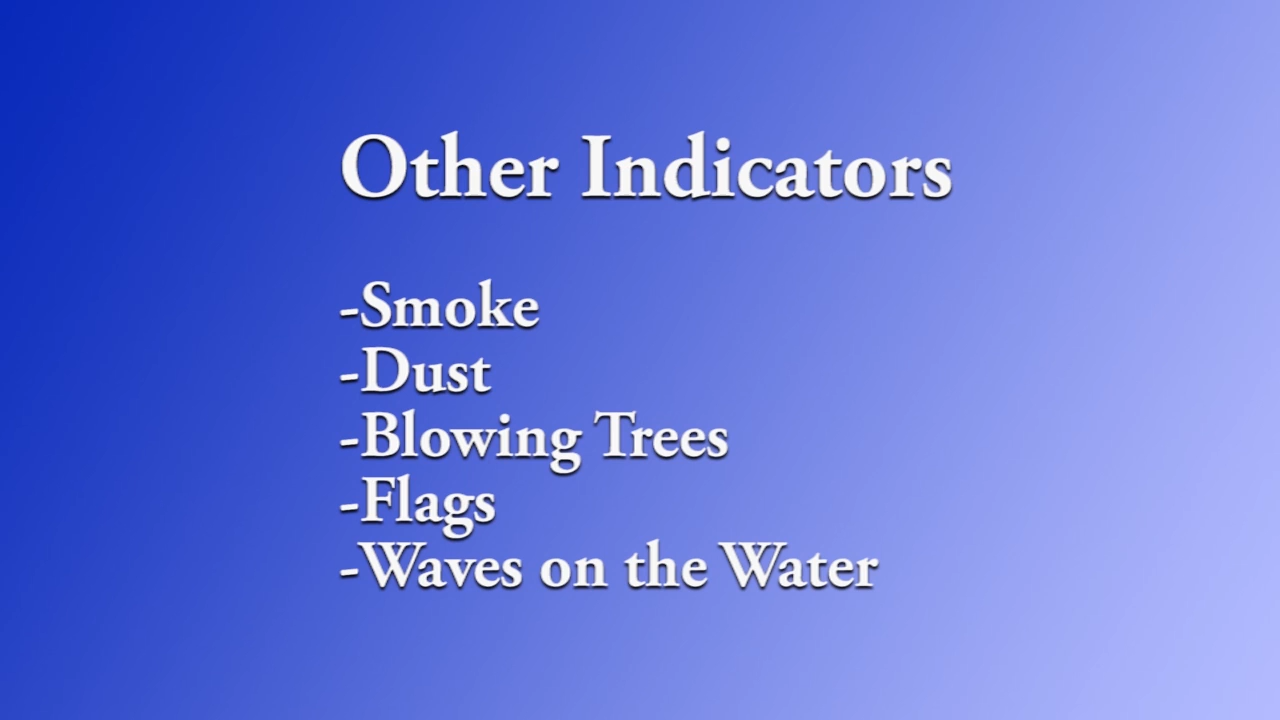 Other Indicators
-Smoke
-Dust
-Blowing Trees
-Flags
-Waves on the Water